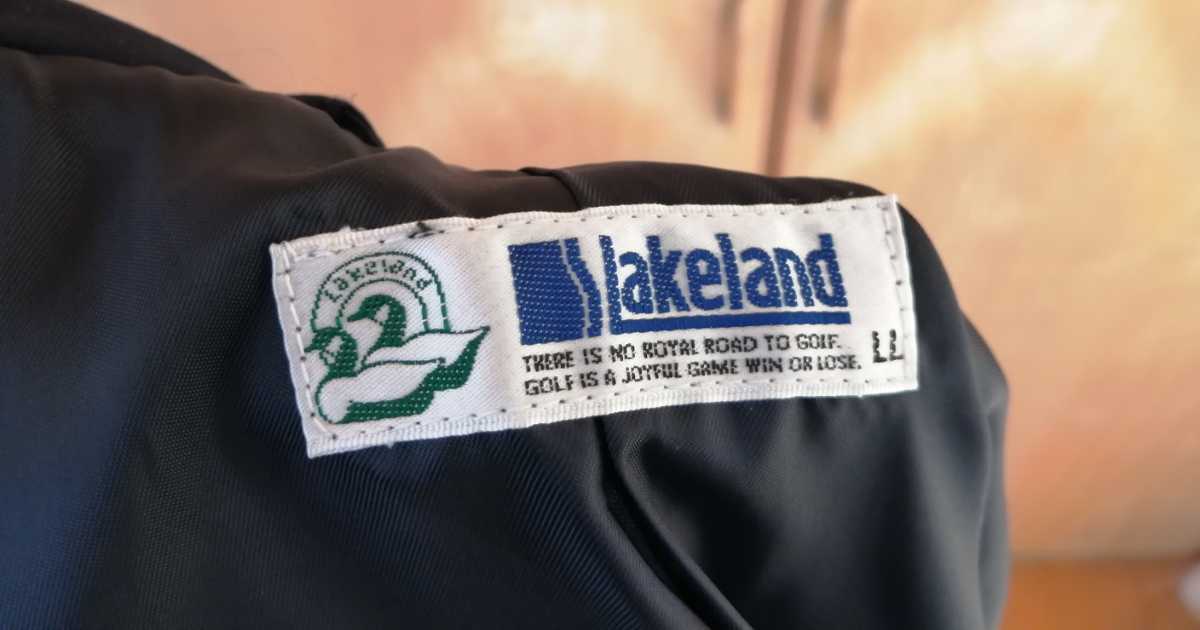 Lakeland
Lakeland
THERE IS NO ROYAL ROAD TO GOLF.
GOLF IS A JOYFUL GAME WIN OR LOSE.
LL